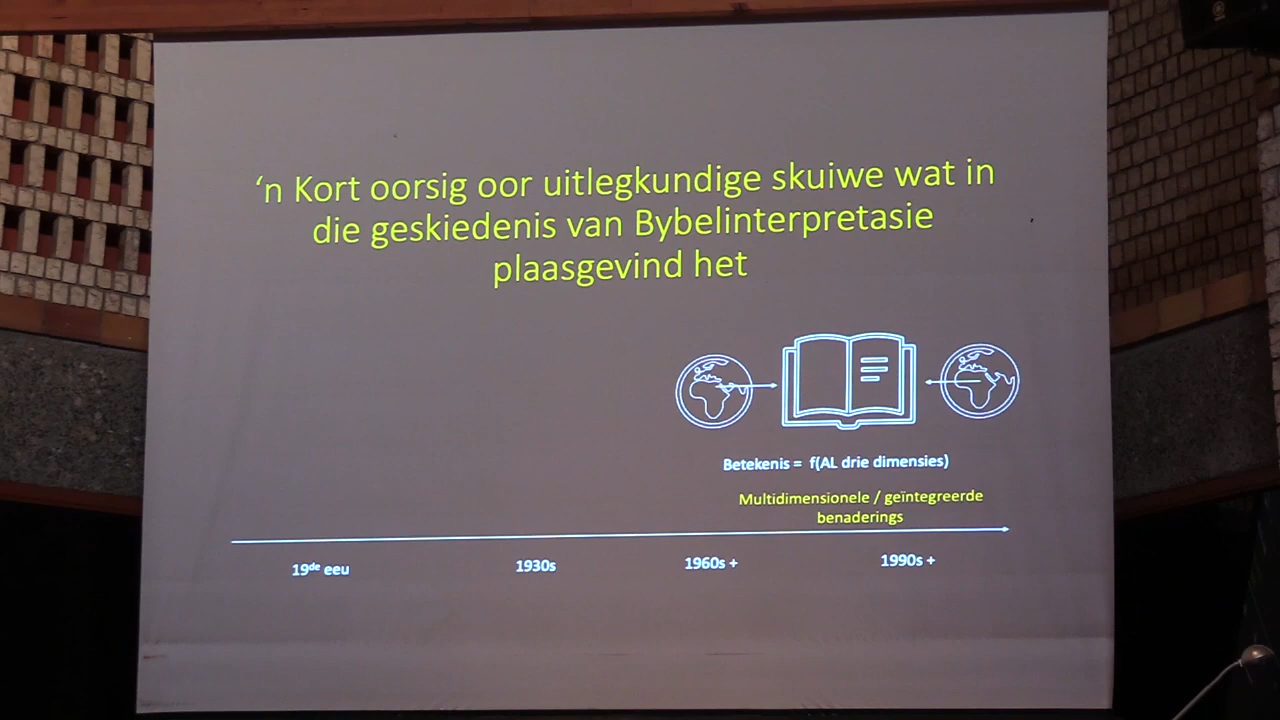 ‘n Kort oorsig oor uitlegkundige skuiwe wat in
die geskiedenis van Bybelinterpretasie
plaasgevind het
Betekenis = f(AL drie dimensies)
Multidimensionele / geïntegreerde
benaderings
19de eeu
1930s
1960s +
1990s +